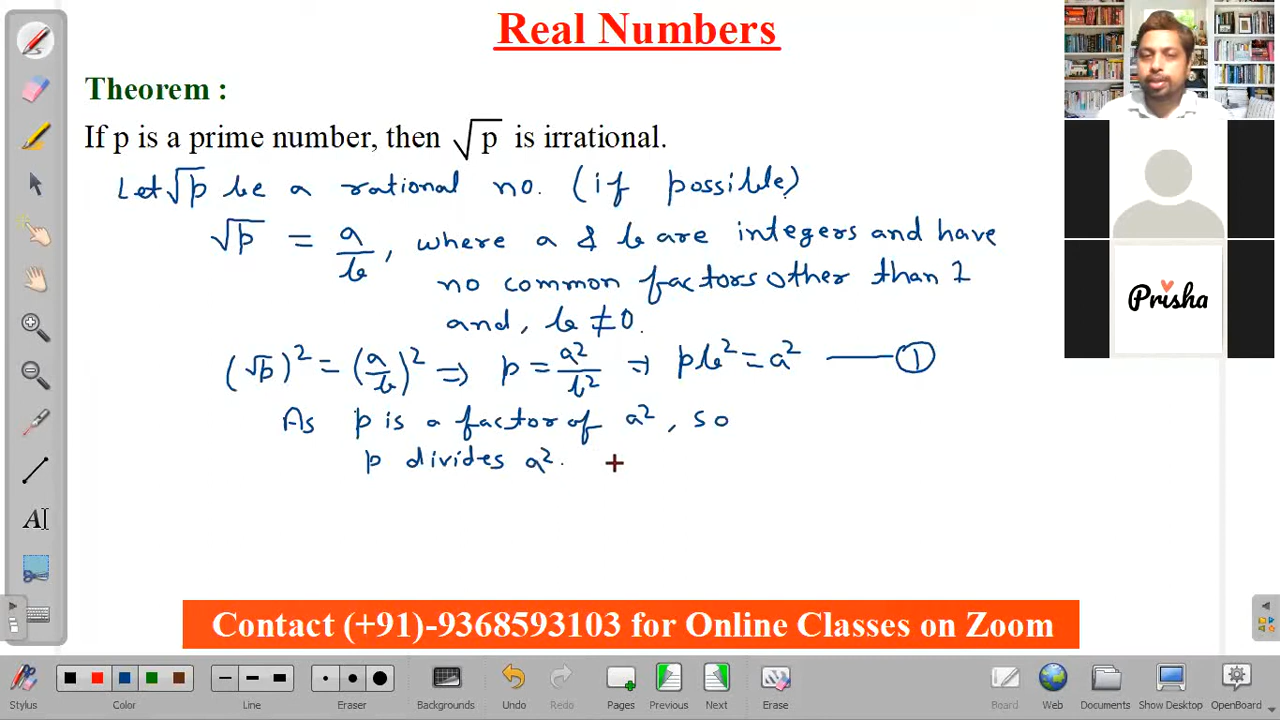 Real Numbers
Theorem :
If p is a prime number, then √p is irrational.
Let √p be a rational no. (if possible)
√p = a/b, where a & b are integers and have
no common factors other than 1
and, b ≠ 0.
(√p)² = (a/b)² ⇒ p = a²/b² ⇒ pb² = a² —— ①
As p is a factor of a², so
p divides a².
Prisha
Contact (+91)-9368593103 for Online Classes on Zoom
Stylus
Color
Line
Eraser
Backgrounds
Undo
Redo
Pages
Previous
Next
Erase
Board
Web
Documents
Show Desktop
OpenBoard